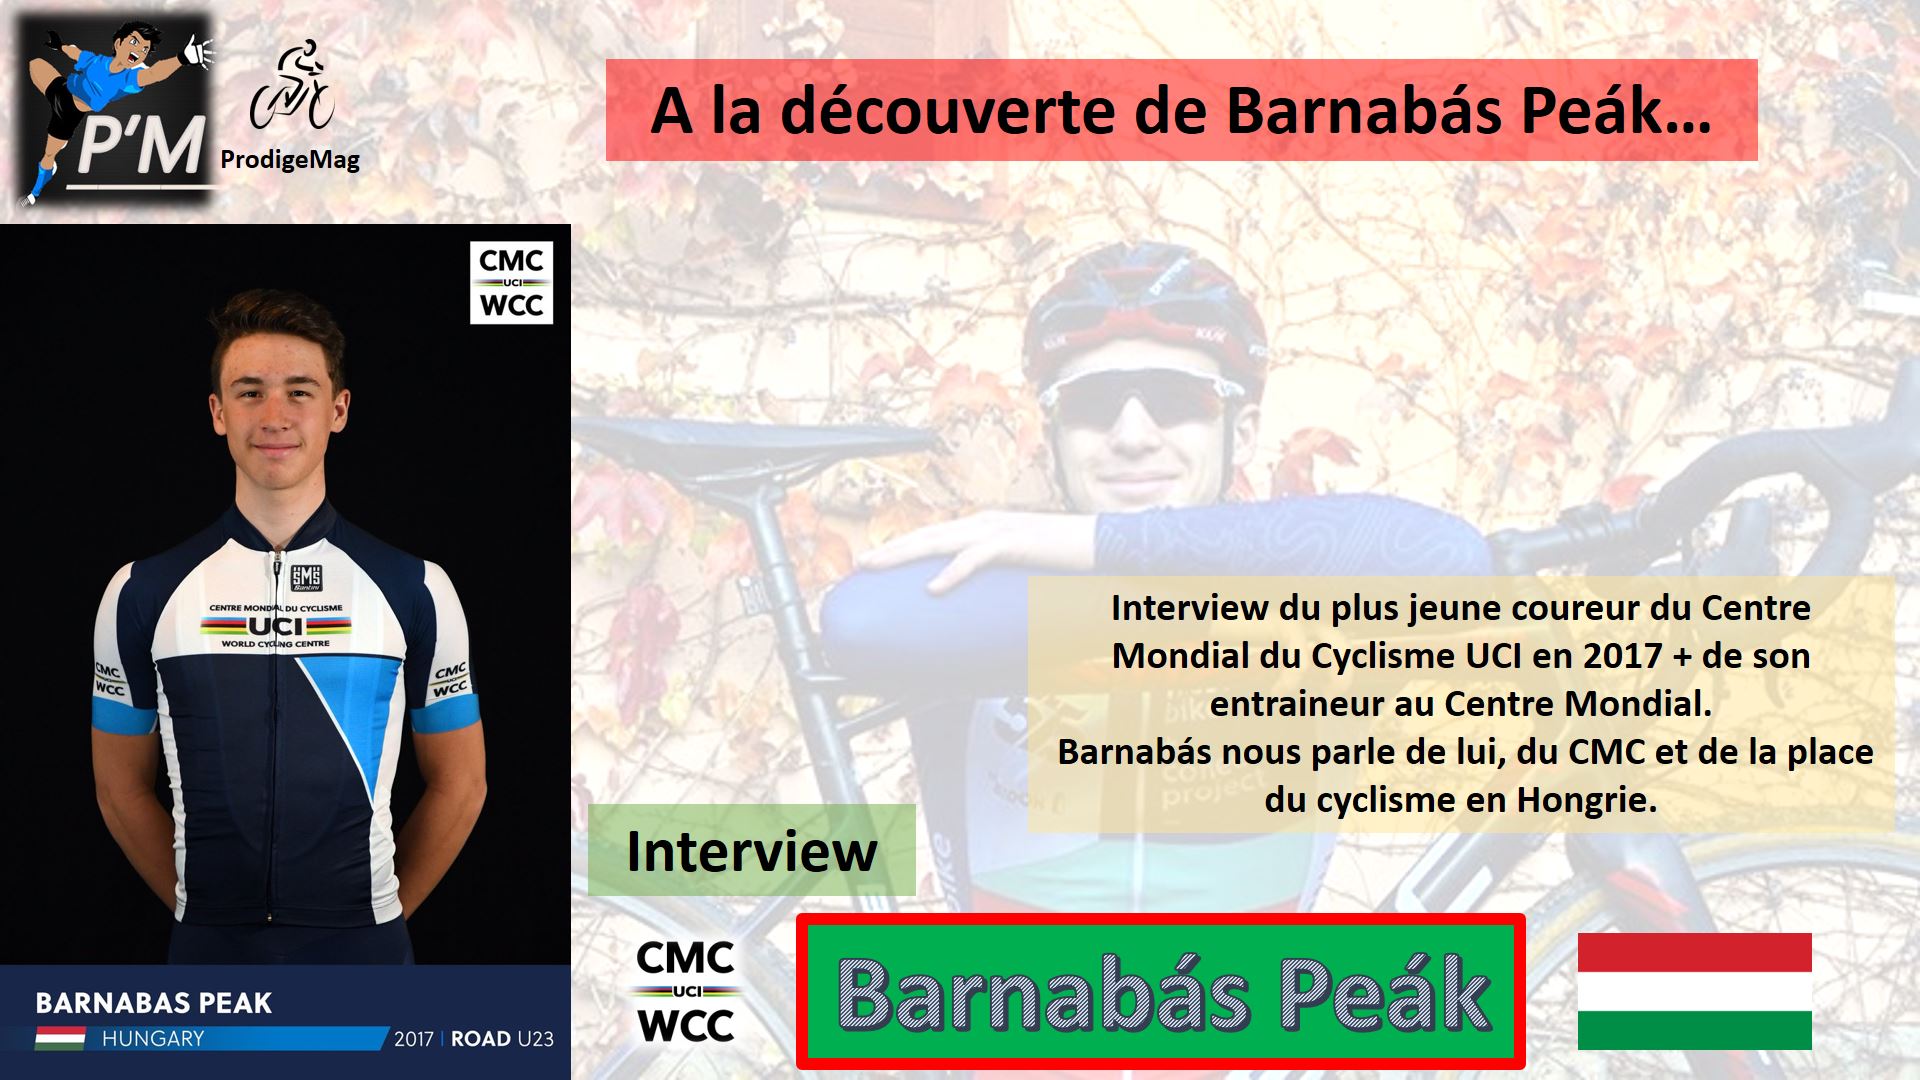 P'M
ProdigeMag
A la découverte de Barnabás Peák...
CMC
UCI
WCC
SMS
Santini
CENTRE MONDIAL DU CYCLISME
UCI
WORLD CYCLING CENTRE
CMC
WCC
CMC
WCC
Interview du plus jeune coureur du Centre
Mondial du Cyclisme UCI en 2017 + de son
entraineur au Centre Mondial.
Barnabás nous parle de lui, du CMC et de la place
du cyclisme en Hongrie.
Interview
CMC
UCI
WCC
Barnabás Peák
BARNABAS PEAK
HUNGARY
2017 | ROAD U23